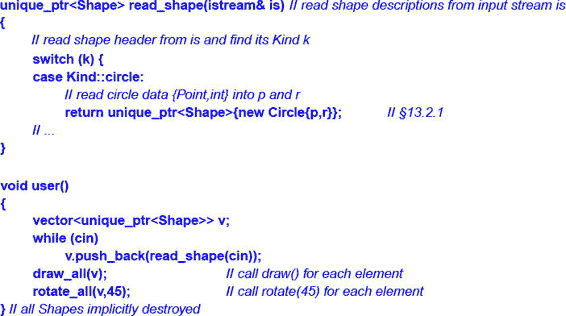 unique_ptr<Shape> read_shape(istream& is) // read shape descriptions from input stream is
{
// read shape header from is and find its Kind k
switch (k) {
case Kind::circle:
// read circle data {Point,int} into p and r
return unique_ptr<Shape>{new Circle{p,r}}; // §13.2.1
// ...
}
void user()
{
vector<unique_ptr<Shape>> v;
while (cin)
v.push_back(read_shape(cin));
draw_all(v); // call draw() for each element
rotate_all(v,45); // call rotate(45) for each element
} // all Shapes implicitly destroyed